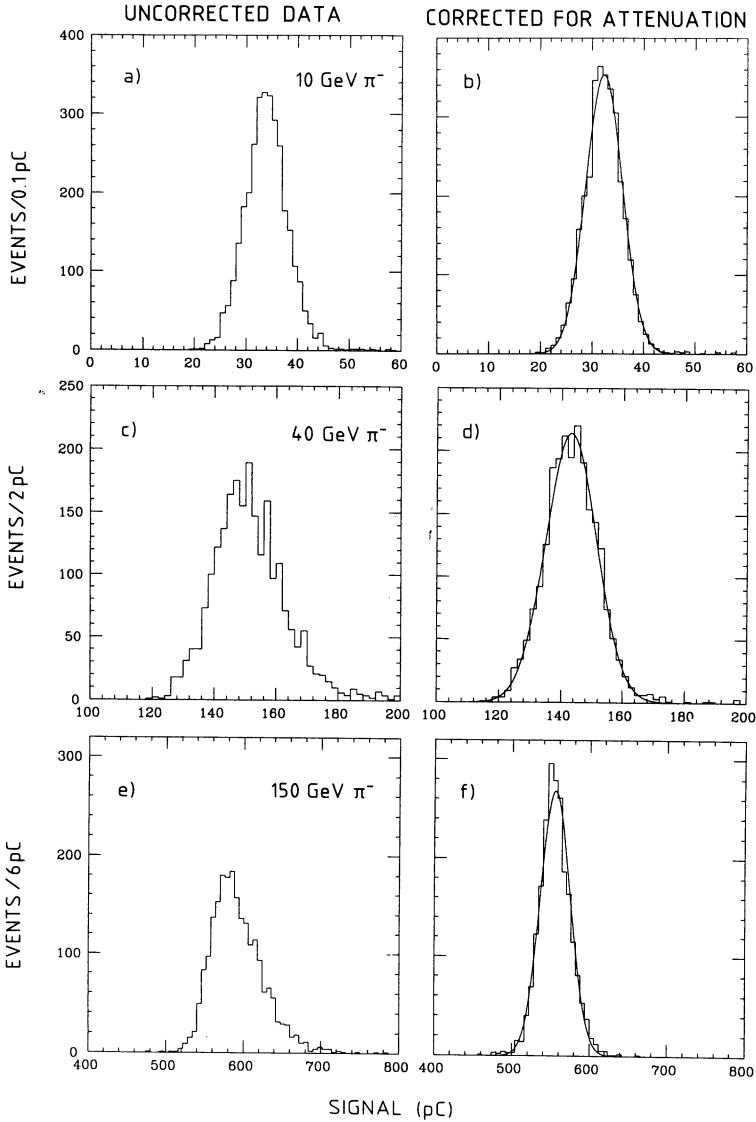 UNCORRECTED DATA CORRECTED FOR ATTENUATION
a) 10 GeV π⁻
b)
EVENTS/0.1pC
400
300
200
100
0
0 10 20 30 40 50 60
0 10 20 30 40 50 60
c) 40 GeV π⁻
d)
EVENTS/2pC
250
200
150
100
50
0
100 120 140 160 180 200
100 120 140 160 180 200
e) 150 GeV π⁻
f)
EVENTS/6pC
300
200
100
0
400 500 600 700 800
400 500 600 700 800
SIGNAL (pC)